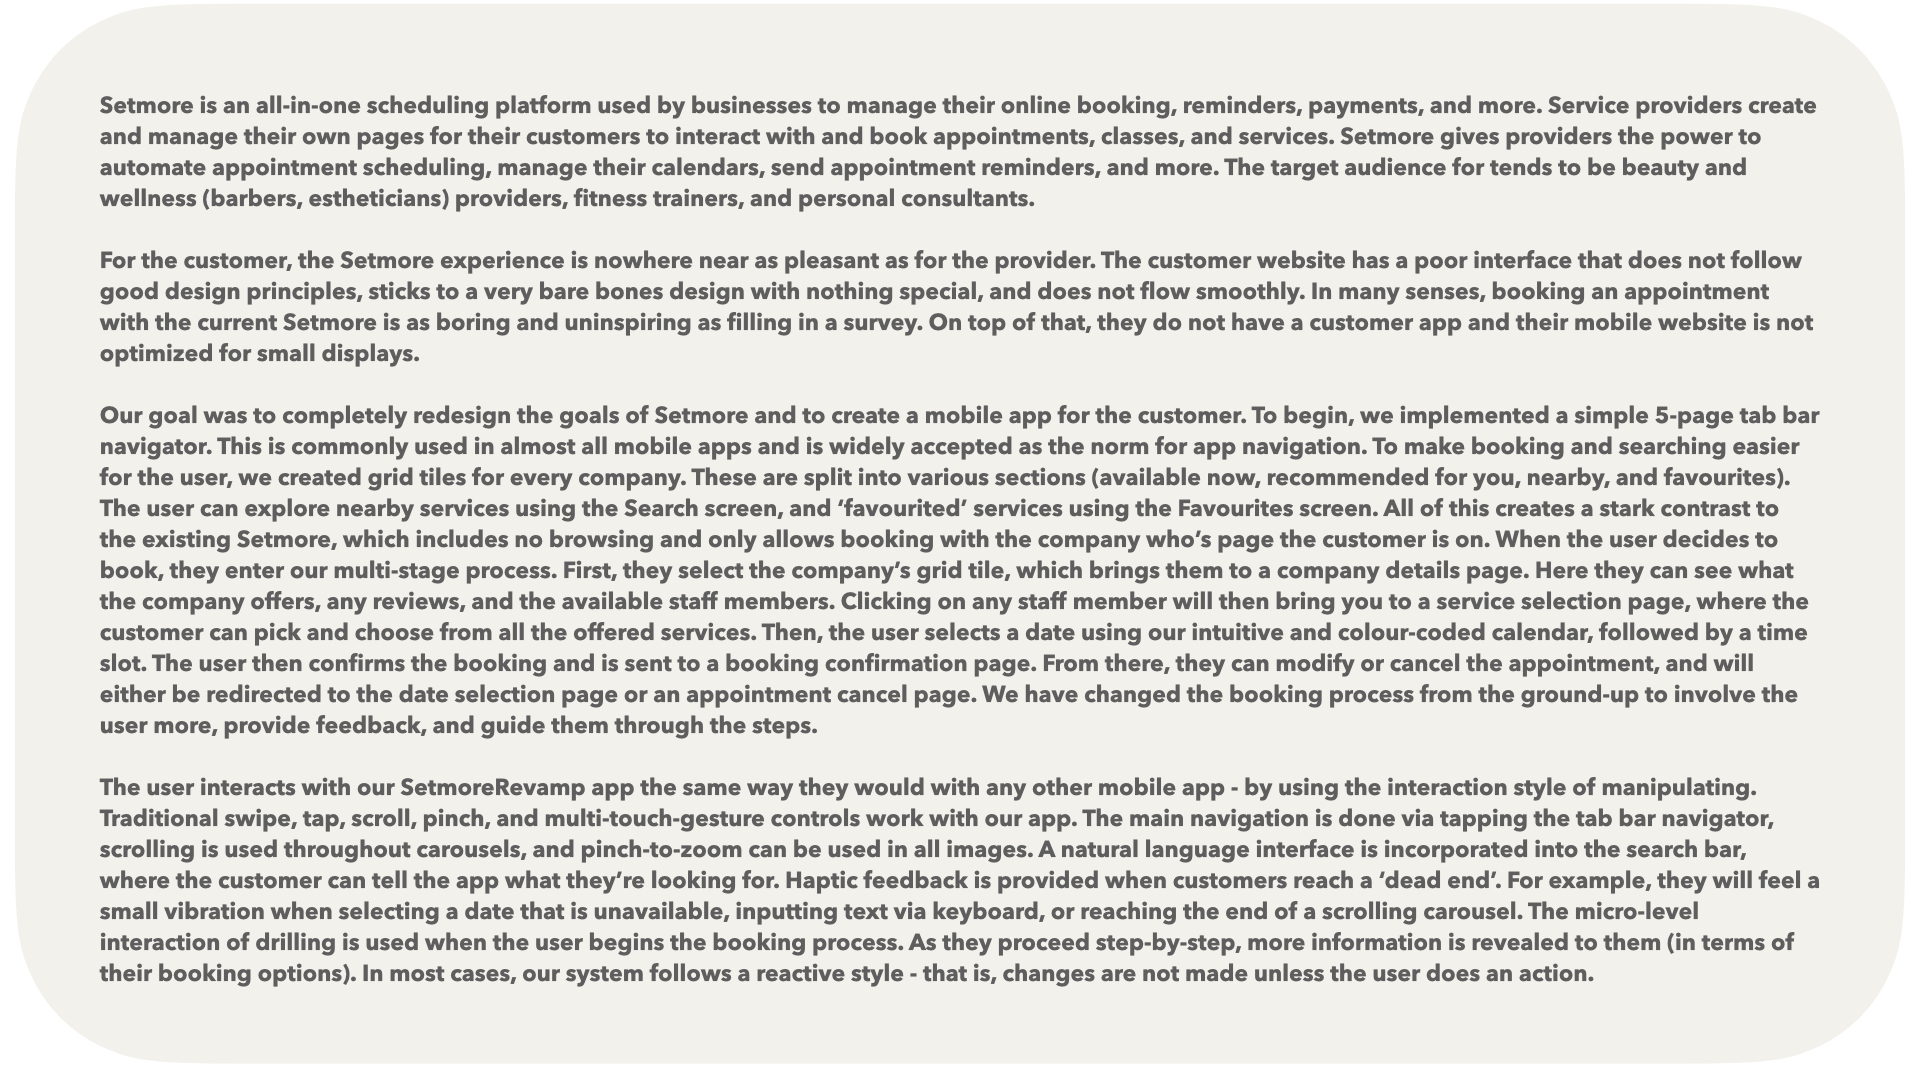 Setmore is an all-in-one scheduling platform used by businesses to manage their online booking, reminders, payments, and more. Service providers create
and manage their own pages for their customers to interact with and book appointments, classes, and services. Setmore gives providers the power to
automate appointment scheduling, manage their calendars, send appointment reminders, and more. The target audience for tends to be beauty and
wellness (barbers, estheticians) providers, fitness trainers, and personal consultants.
For the customer, the Setmore experience is nowhere near as pleasant as for the provider. The customer website has a poor interface that does not follow
good design principles, sticks to a very bare bones design with nothing special, and does not flow smoothly. In many senses, booking an appointment
with the current Setmore is as boring and uninspiring as filling in a survey. On top of that, they do not have a customer app and their mobile website is not
optimized for small displays.
Our goal was to completely redesign the goals of Setmore and to create a mobile app for the customer. To begin, we implemented a simple 5-page tab bar
navigator. This is commonly used in almost all mobile apps and is widely accepted as the norm for app navigation. To make booking and searching easier
for the user, we created grid tiles for every company. These are split into various sections (available now, recommended for you, nearby, and favourites).
The user can explore nearby services using the Search screen, and ‘favourited’ services using the Favourites screen. All of this creates a stark contrast to
the existing Setmore, which includes no browsing and only allows booking with the company who’s page the customer is on. When the user decides to
book, they enter our multi-stage process. First, they select the company’s grid tile, which brings them to a company details page. Here they can see what
the company offers, any reviews, and the available staff members. Clicking on any staff member will then bring you to a service selection page, where the
customer can pick and choose from all the offered services. Then, the user selects a date using our intuitive and colour-coded calendar, followed by a time
slot. The user then confirms the booking and is sent to a booking confirmation page. From there, they can modify or cancel the appointment, and will
either be redirected to the date selection page or an appointment cancel page. We have changed the booking process from the ground-up to involve the
user more, provide feedback, and guide them through the steps.
The user interacts with our SetmoreRevamp app the same way they would with any other mobile app - by using the interaction style of manipulating.
Traditional swipe, tap, scroll, pinch, and multi-touch-gesture controls work with our app. The main navigation is done via tapping the tab bar navigator,
scrolling is used throughout carousels, and pinch-to-zoom can be used in all images. A natural language interface is incorporated into the search bar,
where the customer can tell the app what they’re looking for. Haptic feedback is provided when customers reach a ‘dead end’. For example, they will feel a
small vibration when selecting a date that is unavailable, inputting text via keyboard, or reaching the end of a scrolling carousel. The micro-level
interaction of drilling is used when the user begins the booking process. As they proceed step-by-step, more information is revealed to them (in terms of
their booking options). In most cases, our system follows a reactive style - that is, changes are not made unless the user does an action.